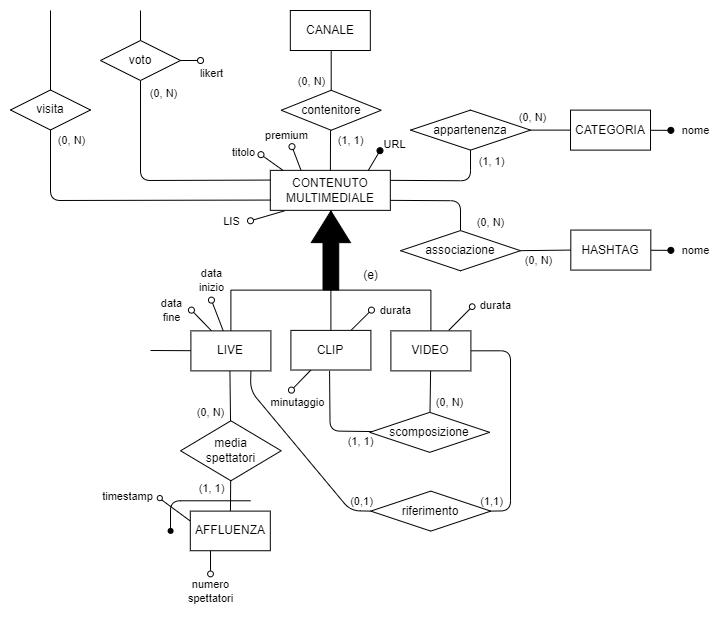 CANALE
voto
likert
(0, N)
(0, N)
visita
contenitore
(0, N)
(0, N)
appartenenza
CATEGORIA
nome
premium
(1, 1)
URL
titolo
(1, 1)
CONTENUTO
MULTIMEDIALE
LIS
(0, N)
associazione
HASHTAG
nome
(0, N)
data
inizio
(e)
data
fine
durata
durata
LIVE
CLIP
VIDEO
minutaggio
(0, N)
(0, N)
scomposizione
(1, 1)
media
spettatori
(1, 1)
timestamp
(0,1)
(1,1)
riferimento
AFFLUENZA
numero
spettatori